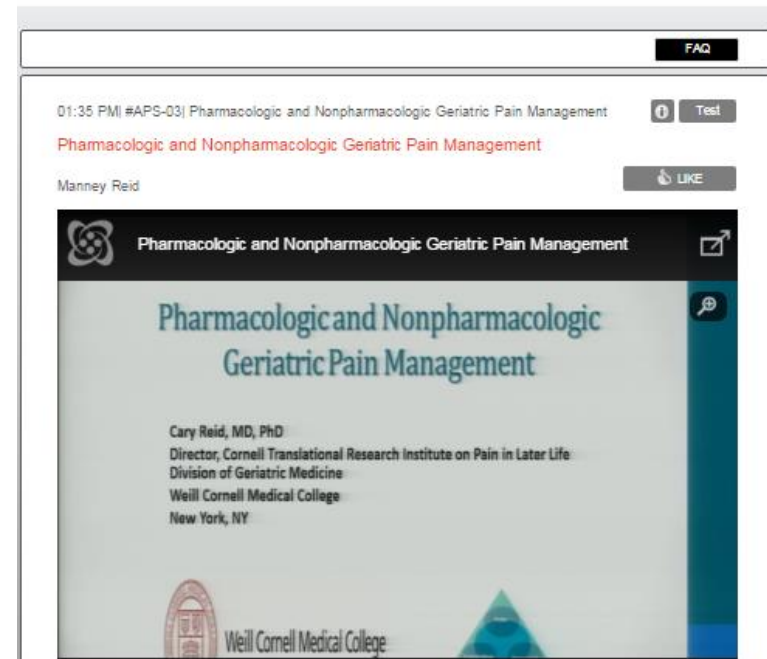 FAQ
01:35 PM| #APS-03| Pharmacologic and Nonpharmacologic Geriatric Pain Management
Test
Pharmacologic and Nonpharmacologic Geriatric Pain Management
Manney Reid
LIKE
Pharmacologic and Nonpharmacologic Geriatric Pain Management
Pharmacologic and Nonpharmacologic
Geriatric Pain Management
Cary Reid, MD, PhD
Director, Cornell Translational Research Institute on Pain in Later Life
Division of Geriatric Medicine
Weill Cornell Medical College
New York, NY
Weill Cornell Medical College